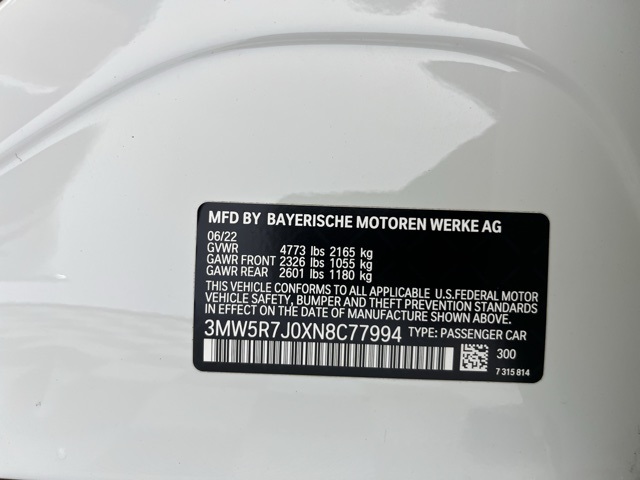 MFD BY BAYERISCHE MOTOREN WERKE AG
06/22
GVWR 4773 lbs 2165 kg
GAWR FRONT 2326 lbs 1055 kg
GAWR REAR 2601 lbs 1180 kg
THIS VEHICLE CONFORMS TO ALL APPLICABLE U.S.FEDERAL MOTOR
VEHICLE SAFETY, BUMPER AND THEFT PREVENTION STANDARDS
IN EFFECT ON THE DATE OF MANUFACTURE SHOWN ABOVE.
3MW5R7J0XN8C77994 TYPE: PASSENGER CAR
300
7 315 814